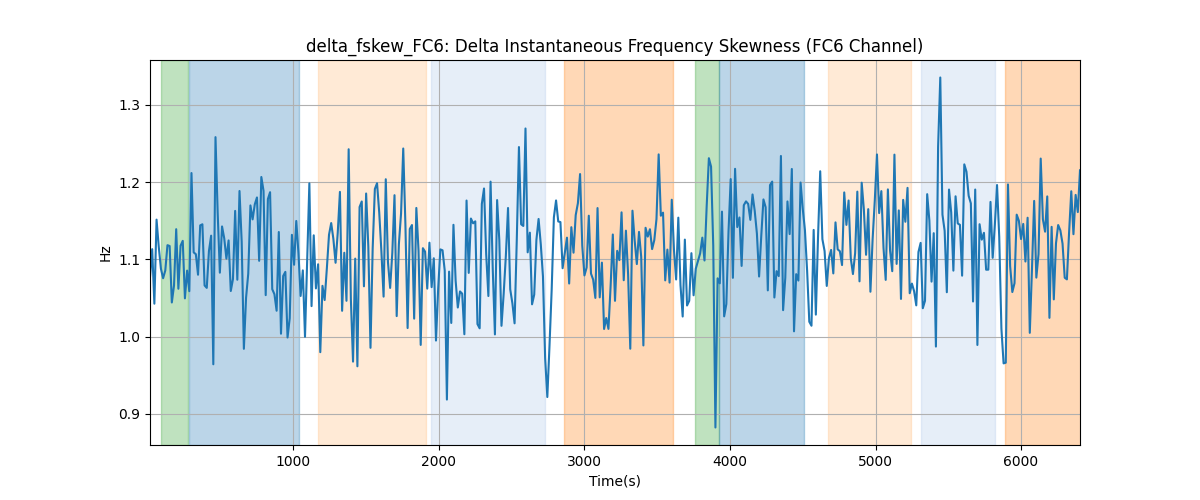 delta_fskew_FC6: Delta Instantaneous Frequency Skewness (FC6 Channel)
Hz
1.3
1.2
1.1
1.0
0.9
1000 2000 3000 4000 5000 6000
Time(s)